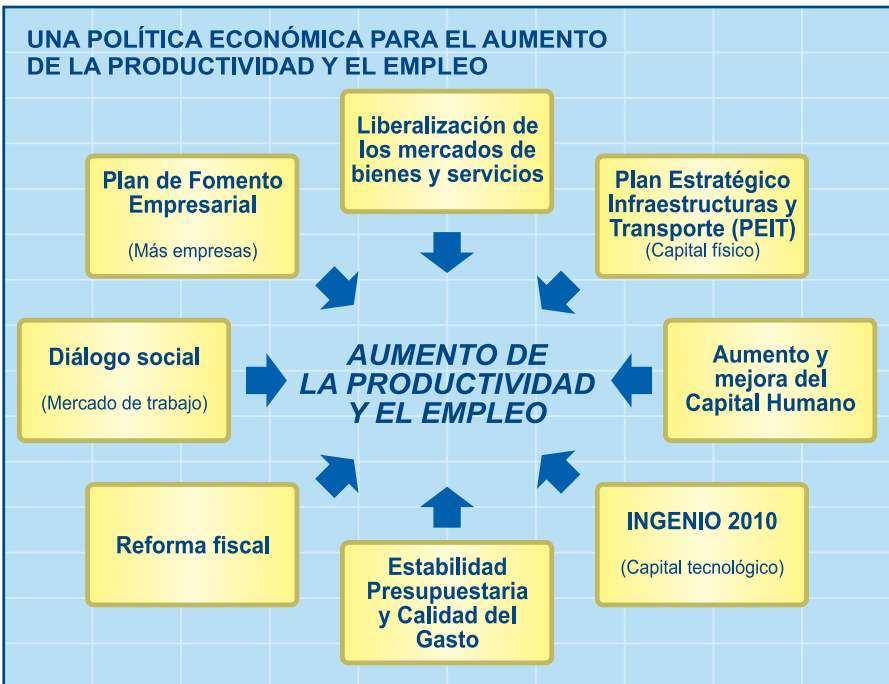 UNA POLÍTICA ECONÓMICA PARA EL AUMENTO
DE LA PRODUCTIVIDAD Y EL EMPLEO
Liberalización de
los mercados de
bienes y servicios
Plan de Fomento
Empresarial
(Más empresas)
Plan Estratégico
Infraestructuras y
Transporte (PEIT)
(Capital físico)
Diálogo social
(Mercado de trabajo)
AUMENTO DE
LA PRODUCTIVIDAD
Y EL EMPLEO
Aumento y
mejora del
Capital Humano
Reforma fiscal
Estabilidad
Presupuestaria
y Calidad del
Gasto
INGENIO 2010
(Capital tecnológico)